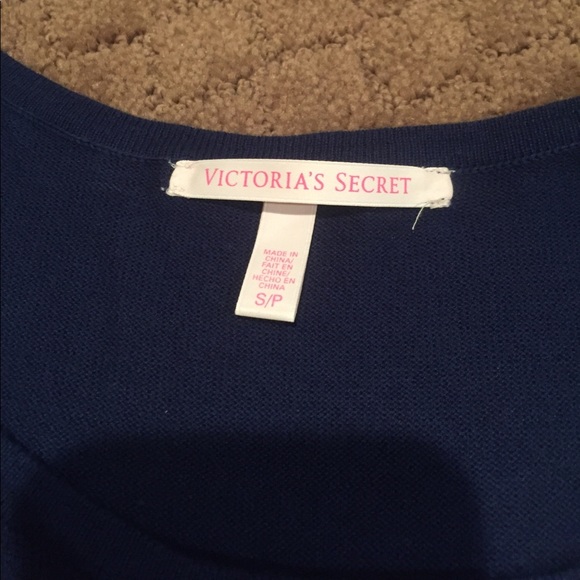 VICTORIA'S SECRET
MADE IN
CHINA/
FAIT EN
CHINE/
HECHO EN
CHINA
S/P